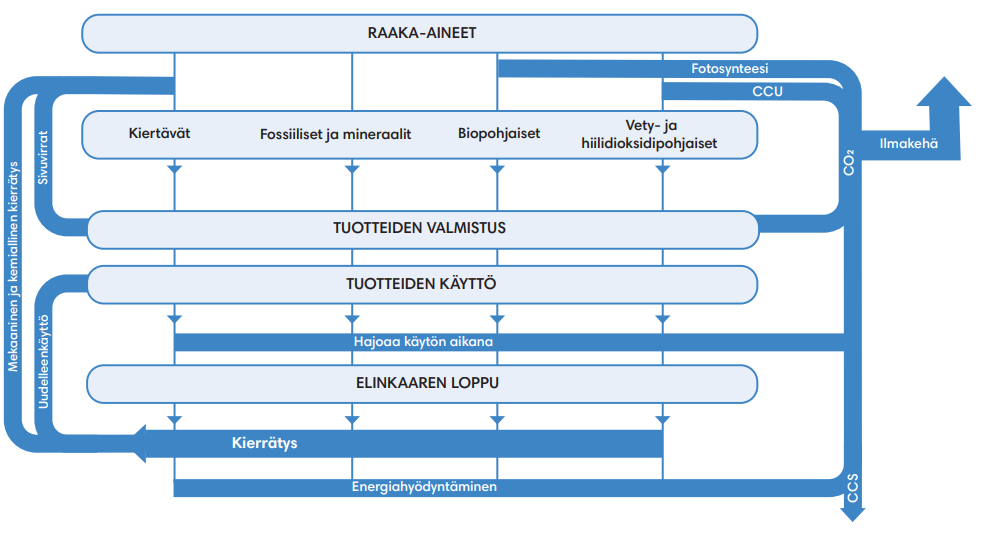 RAAKA-AINEET
Fotosynteesi
CCU
Kiertävät
Fossiiliset ja mineraalit
Biopohjaiset
Vety- ja
hiilidioksidipohjaiset
Ilmakehä
CO₂
Sivuvirrat
Mekaaninen ja kemiallinen kierrätys
TUOTTEIDEN VALMISTUS
TUOTTEIDEN KÄYTTÖ
Uudelleenkäyttö
Hajoaa käytön aikana
ELINKAAREN LOPPU
Kierrätys
Energiahyödyntäminen
CCS